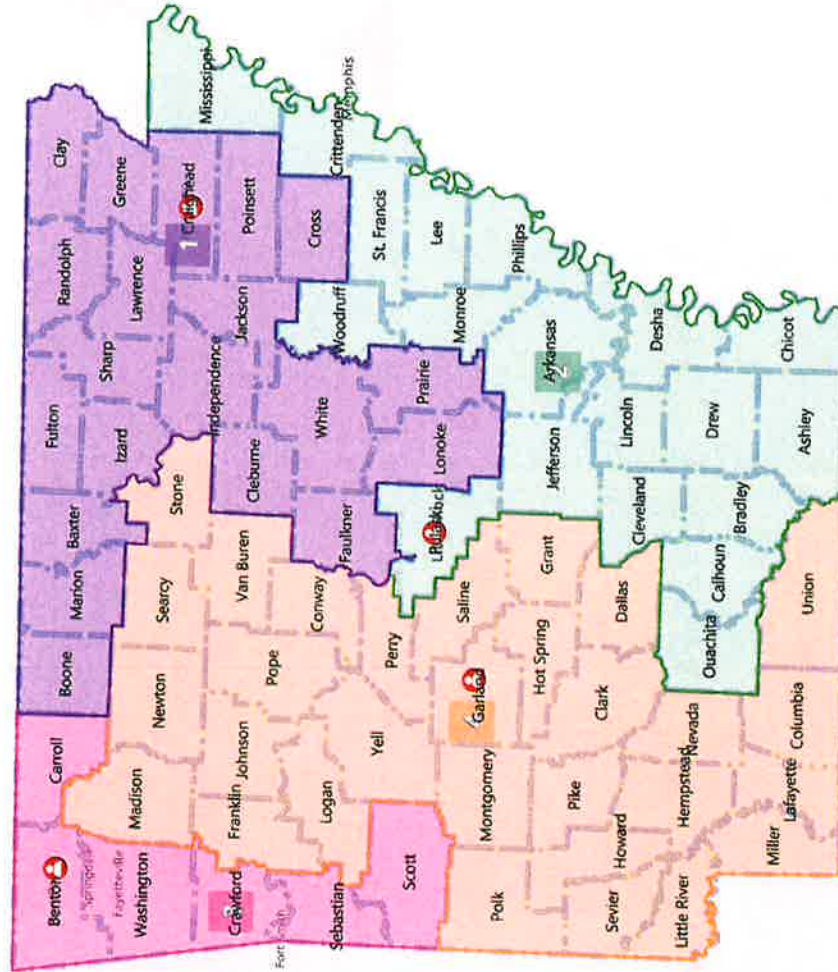 Benton
Springdale
Fayetteville
Washington
Carroll
Boone
Marion
Baxter
Fulton
Randolph
Clay
Greene
Sharp
Lawrence
Izard
Madison
Newton
Searcy
Stone
Independence
Jackson
1
Craighead
Mississippi
Poinsett
Crawford
3
Franklin
Johnson
Pope
Van Buren
Cleburne
White
Cross
Crittenden
Memphis
Fort Smith
Sebastian
Logan
Conway
Faulkner
Woodruff
St. Francis
Scott
Yell
Perry
Prairie
Lonoke
Lee
Monroe
Phillips
Polk
Montgomery
4
Garland
Saline
Pulaski
Hot Spring
Grant
Jefferson
Arkansas
2
Pike
Clark
Dallas
Cleveland
Lincoln
Desha
Sevier
Howard
Hempstead
Nevada
Ouachita
Calhoun
Bradley
Drew
Chicot
Little River
Miller
Lafayette
Columbia
Union
Ashley